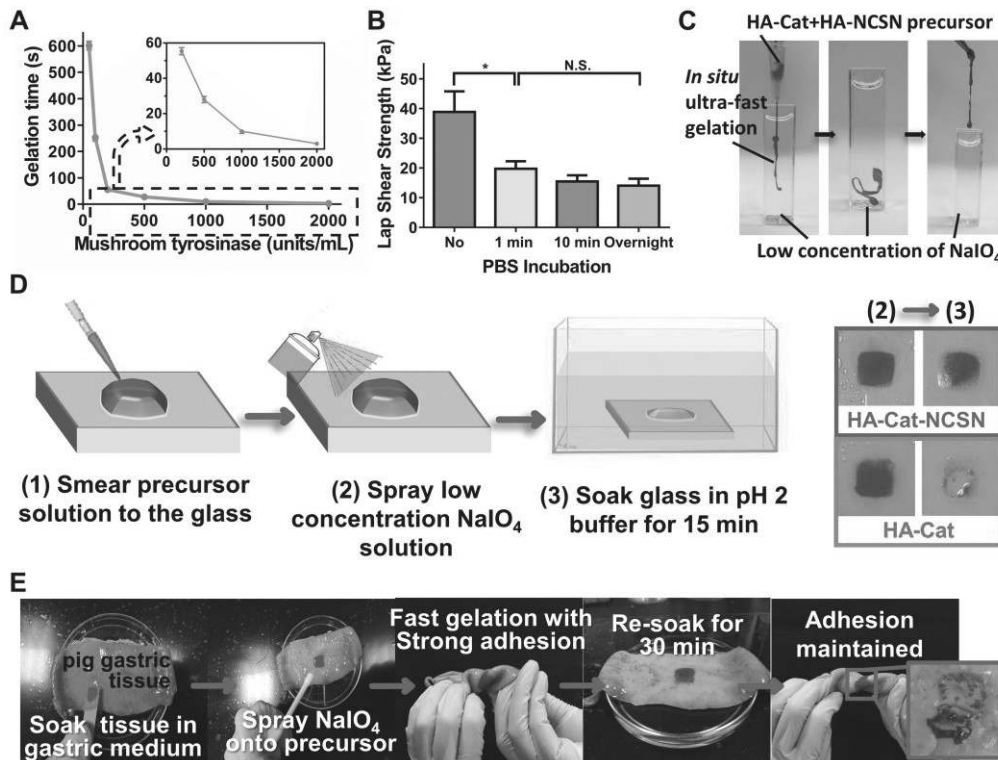 A
Gelation time (s)
600
500
400
300
200
100
0
0
500
1000
1500
2000
Mushroom tyrosinase (units/mL)
60
40
20
0
0
500
1000
1500
2000
B
Lap Shear Strength (kPa)
50
40
30
20
10
0
*
N.S.
No
1 min
10 min
Overnight
PBS Incubation
C
HA-Cat+HA-NCSN precursor
In situ
ultra-fast
gelation
Low concentration of NaIO₄
D
(1) Smear precursor
solution to the glass
(2) Spray low
concentration NaIO₄
solution
(3) Soak glass in pH 2
buffer for 15 min
(2)
(3)
HA-Cat-NCSN
HA-Cat
E
pig gastric
tissue
Soak tissue in
gastric medium
Spray NaIO₄
onto precursor
Fast gelation with
Strong adhesion
Re-soak for
30 min
Adhesion
maintained